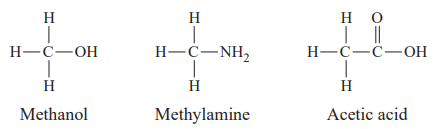 H H H O
H—C—OH H—C—NH₂ H—C—C—OH
H H H
Methanol Methylamine Acetic acid